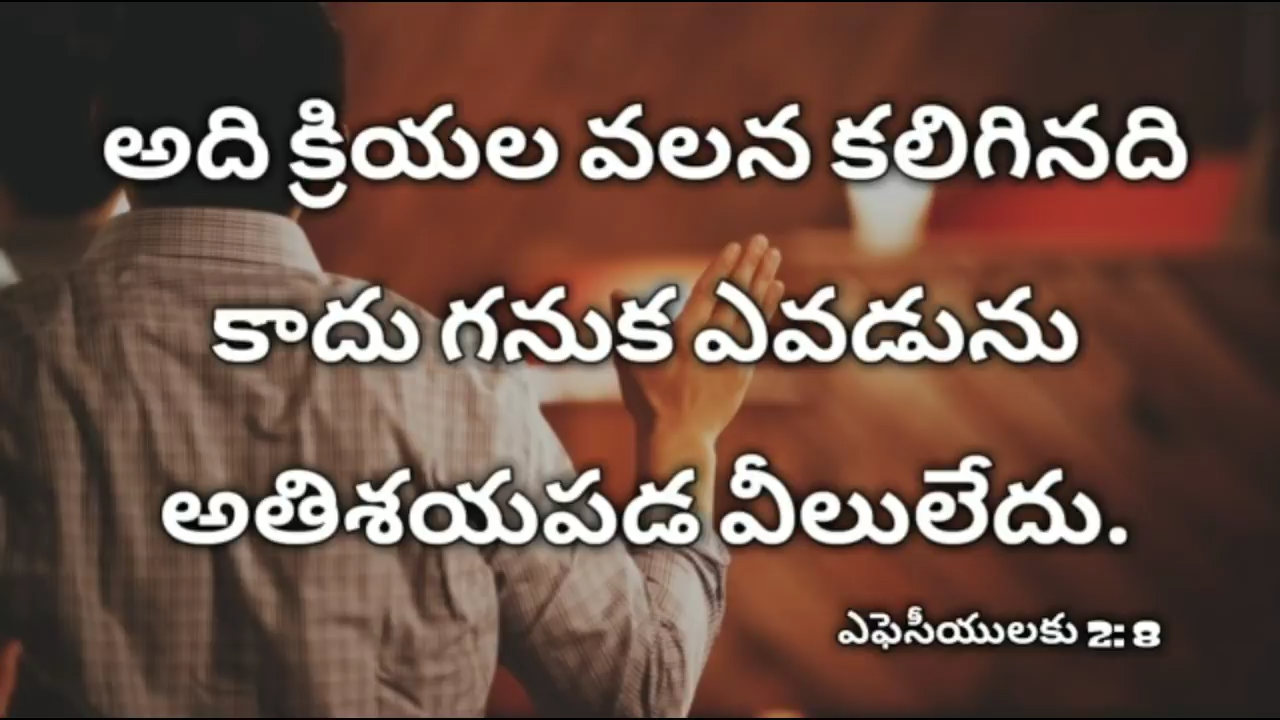 అది క్రియల వలన కలిగినది
కాదు గనుక ఎవడును
అతిశయపడ వీలులేదు.
ఎఫెసీయులకు 2: 8